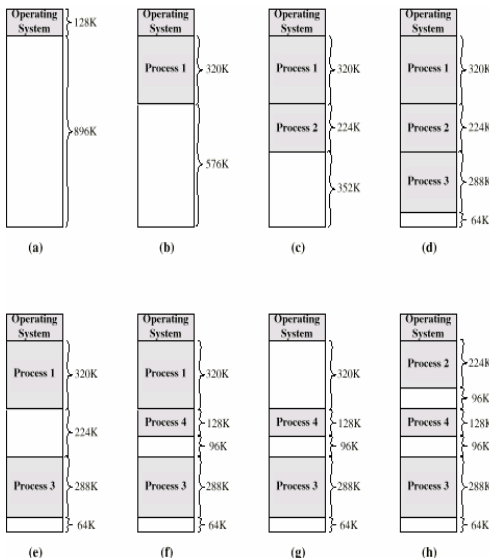 Operating
System
128K
896K
(a)
Operating
System
Process 1
320K
576K
(b)
Operating
System
Process 1
320K
Process 2
224K
352K
(c)
Operating
System
Process 1
320K
Process 2
224K
Process 3
288K
64K
(d)
Operating
System
Process 1
320K
224K
Process 3
288K
64K
(e)
Operating
System
Process 1
320K
Process 4
128K
96K
Process 3
288K
64K
(f)
Operating
System
320K
Process 4
128K
96K
Process 3
288K
64K
(g)
Operating
System
Process 2
224K
96K
Process 4
128K
96K
Process 3
288K
64K
(h)